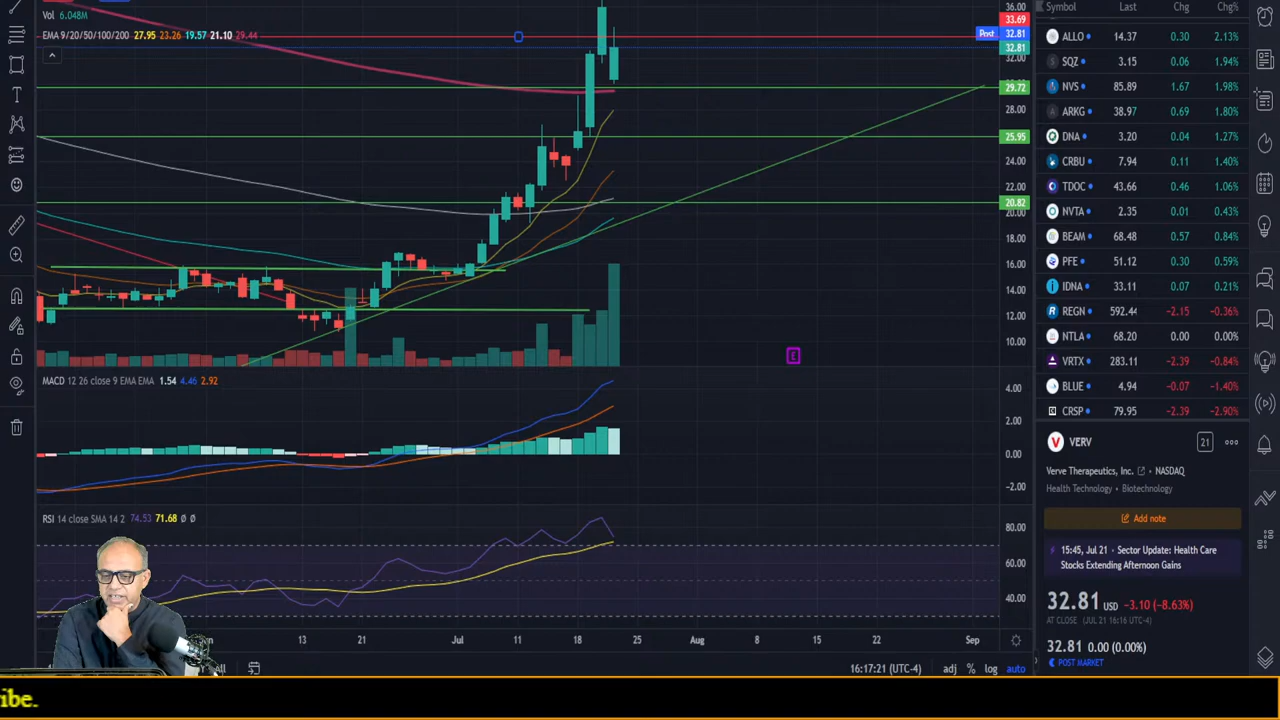 Vol 6.048M
EMA 9/20/50/100/200 27.95 23.26 19.57 21.10 29.44
36.00
33.69
Post 32.81
32.81
32.00
29.72
28.00
25.95
24.00
22.00
20.82
20.00
18.00
16.00
14.00
12.00
10.00
E
MACD 12 26 close 9 EMA EMA 1.54 4.46 2.92
4.00
2.00
0.00
−2.00
RSI 14 close SMA 14 2 74.53 71.68 Ø Ø
80.00
60.00
40.00
13 21 Jul 11 18 25 Aug 8 15 22 Sep
All
16:17:21 (UTC-4) adj % log auto
Symbol Last Chg Chg%
ALLO 14.37 0.30 2.13%
SQZ 3.15 0.06 1.94%
NVS 85.89 1.67 1.98%
ARKG 38.97 0.69 1.80%
DNA 3.20 0.04 1.27%
CRBU 7.94 0.11 1.40%
TDOC 43.66 0.46 1.06%
NVTA 2.35 0.01 0.43%
BEAM 68.48 0.57 0.84%
PFE 51.12 0.30 0.59%
IDNA 33.11 0.07 0.21%
REGN 592.44 −2.15 −0.36%
NTLA 68.20 0.00 0.00%
VRTX 283.11 −2.39 −0.84%
BLUE 4.94 −0.07 −1.40%
CRSP 79.95 −2.39 −2.90%
VERV 21
Verve Therapeutics, Inc. • NASDAQ
Health Technology • Biotechnology
Add note
15:45, Jul 21 • Sector Update: Health Care
Stocks Extending Afternoon Gains
32.81 USD −3.10 (−8.63%)
AT CLOSE (JUL 21 16:16 UTC-4)
32.81 0.00 (0.00%)
POST MARKET
ibe.